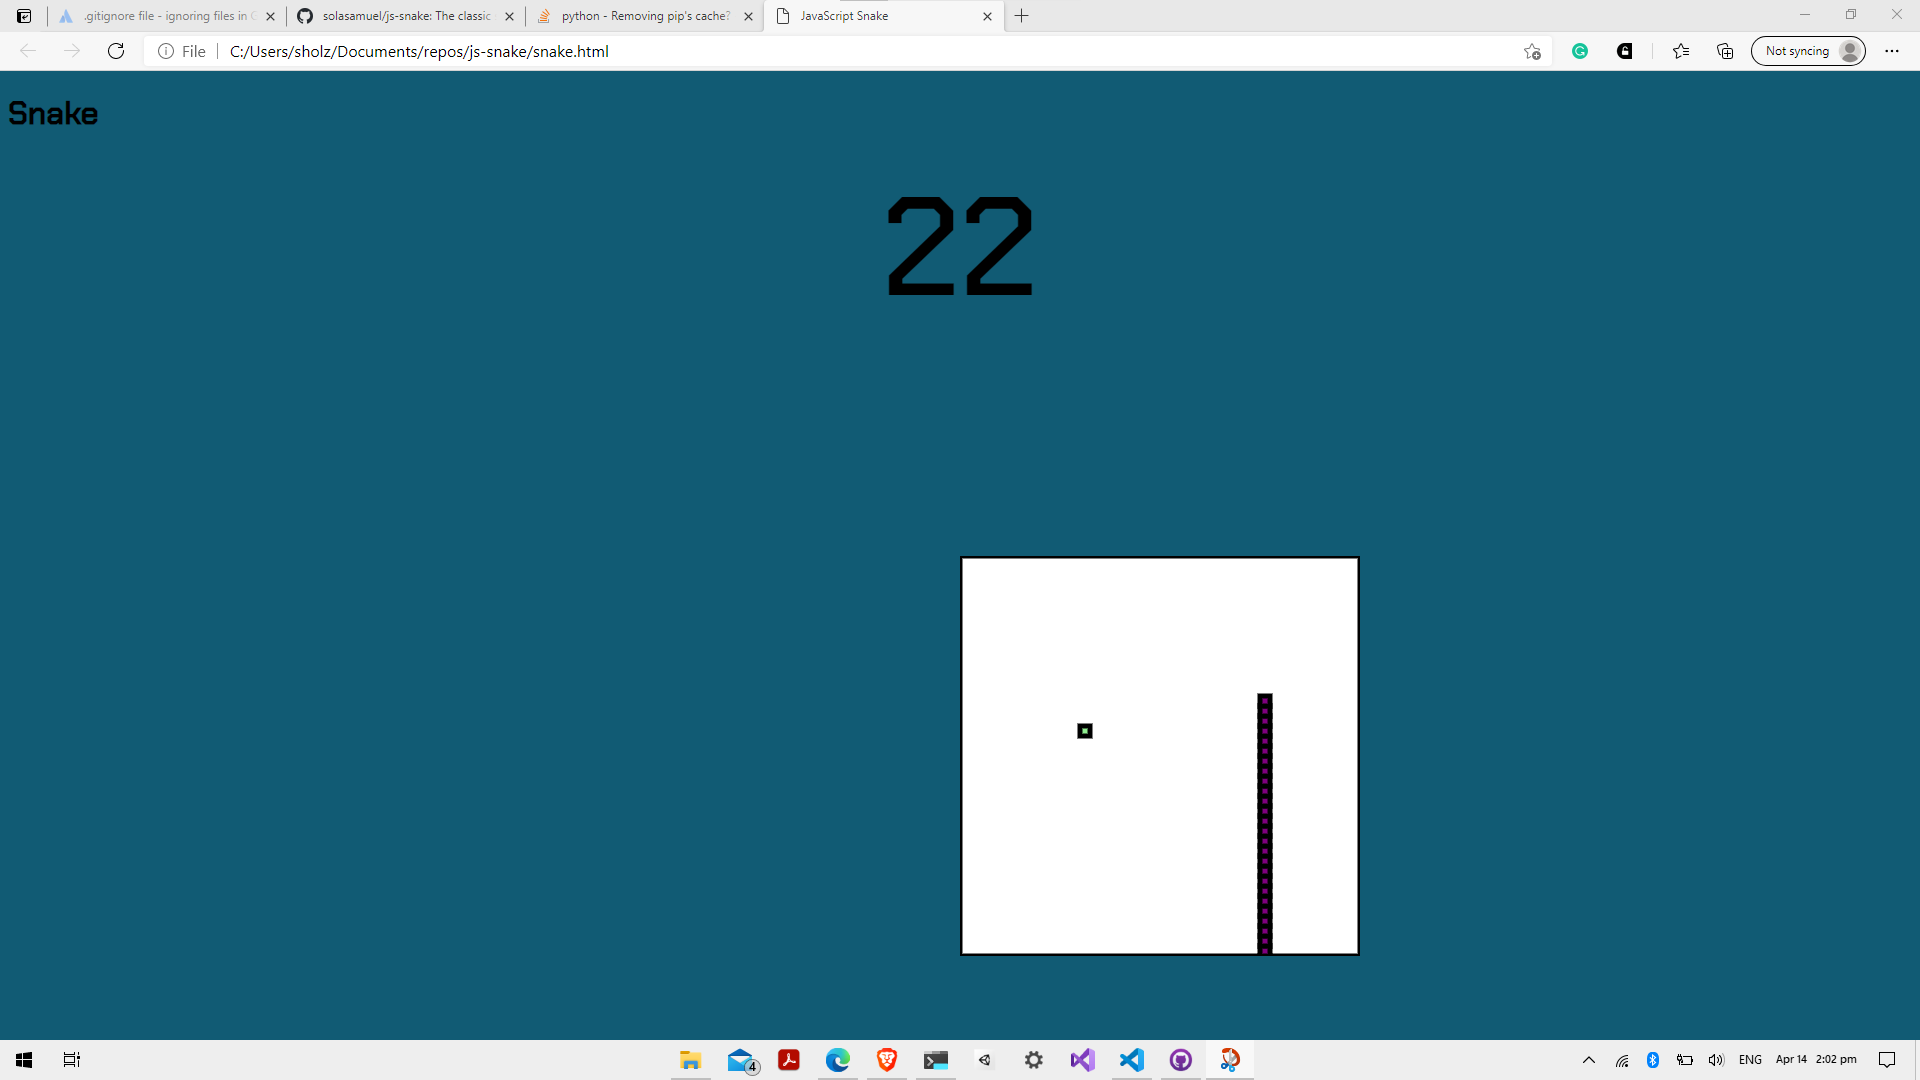 .gitignore file - ignoring files in G
solasamuel/js-snake: The classic
python - Removing pip's cache?
JavaScript Snake
File
C:/Users/sholz/Documents/repos/js-snake/snake.html
Not syncing
Snake
22
4
ENG
Apr 14 2:02 pm